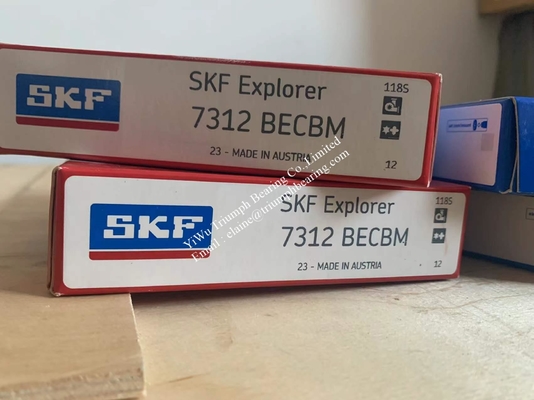 SKF
SKF Explorer
7312 BECBM
23 - MADE IN AUSTRIA
118S
12
SKF
SKF Explorer
7312 BECBM
23 - MADE IN AUSTRIA
118S
12
YiWu Triumph Bearing Co.,Limited
Email : elaine@triumphbearing.com